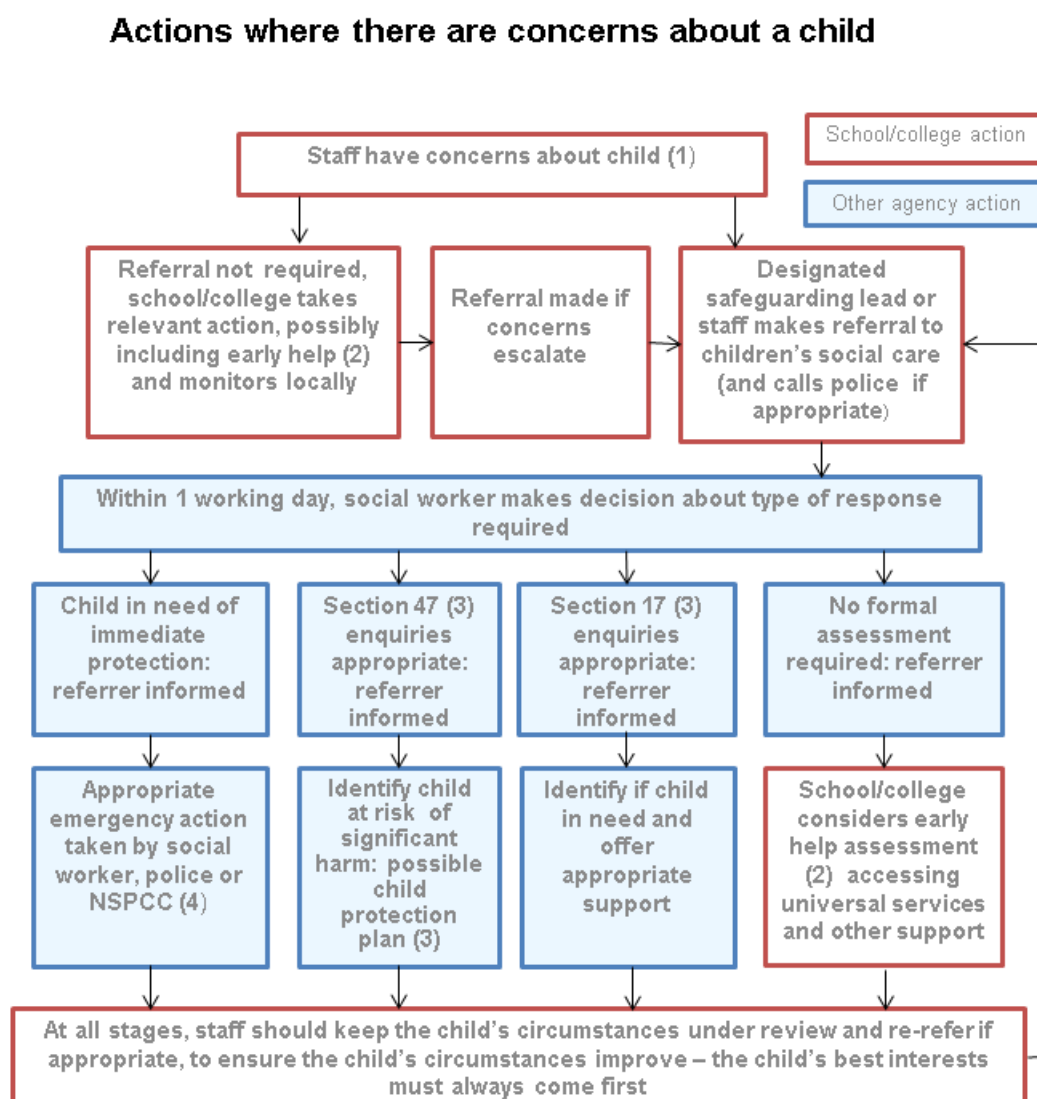 Actions where there are concerns about a child
School/college action
Other agency action
Staff have concerns about child (1)
Referral not required,
school/college takes
relevant action, possibly
including early help (2)
and monitors locally
Referral made if
concerns
escalate
Designated
safeguarding lead or
staff makes referral to
children's social care
(and calls police if
appropriate)
Within 1 working day, social worker makes decision about type of response
required
Child in need of
immediate
protection:
referrer informed
Section 47 (3)
enquiries
appropriate:
referrer
informed
Section 17 (3)
enquiries
appropriate:
referrer
informed
No formal
assessment
required: referrer
informed
Appropriate
emergency action
taken by social
worker, police or
NSPCC (4)
Identify child
at risk of
significant
harm: possible
child
protection
plan (3)
Identify if child
in need and
offer
appropriate
support
School/college
considers early
help assessment
(2) accessing
universal services
and other support
At all stages, staff should keep the child's circumstances under review and re-refer if
appropriate, to ensure the child's circumstances improve – the child's best interests
must always come first